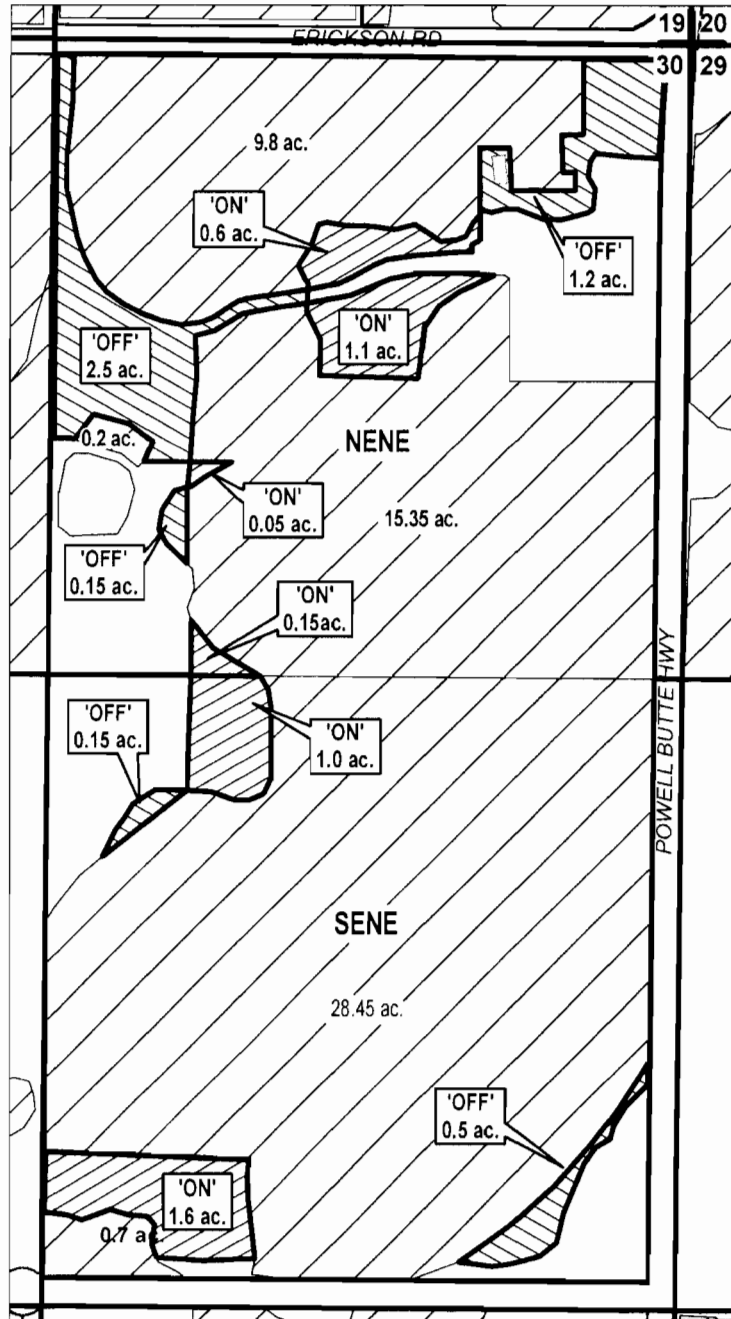 ERICKSON RD
19 20
30 29
9.8 ac.
'ON'
0.6 ac.
'OFF'
1.2 ac.
'ON'
1.1 ac.
'OFF'
2.5 ac.
0.2 ac.
NENE
'ON'
0.05 ac.
15.35 ac.
'OFF'
0.15 ac.
'ON'
0.15ac.
POWELL BUTTE HWY
'OFF'
0.15 ac.
'ON'
1.0 ac.
SENE
28.45 ac.
'OFF'
0.5 ac.
'ON'
1.6 ac.
0.7 a